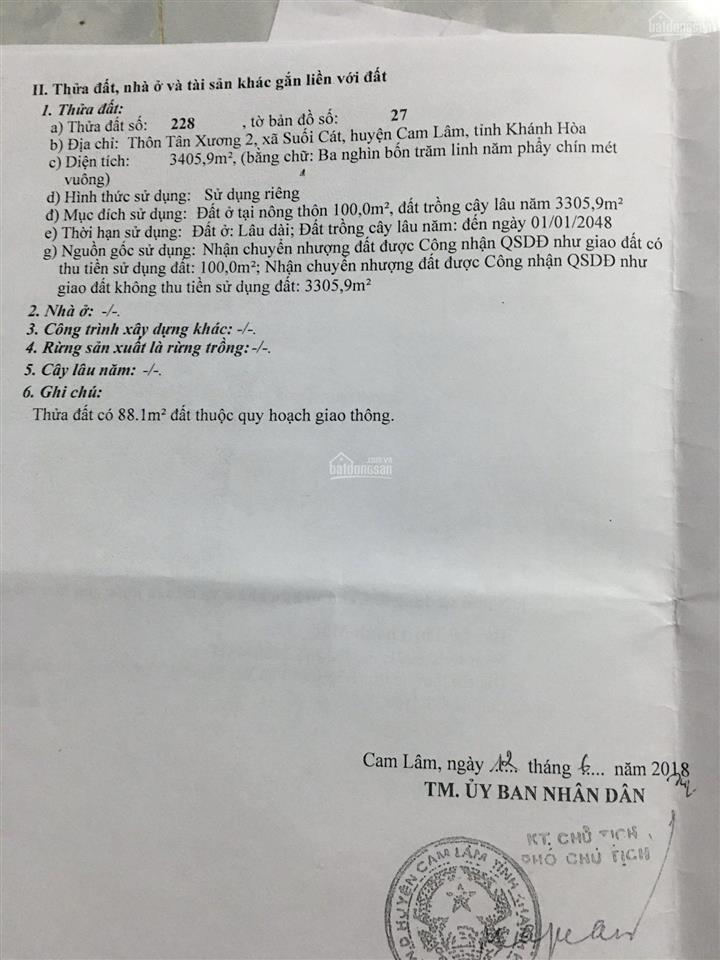 batdongsan
II. Thửa đất, nhà ở và tài sản khác gắn liền với đất
1. Thửa đất:
a) Thửa đất số: 228 , tờ bản đồ số: 27
b) Địa chỉ: Thôn Tân Xương 2, xã Suối Cát, huyện Cam Lâm, tỉnh Khánh Hòa
c) Diện tích: 3405,9m², (bằng chữ: Ba nghìn bốn trăm linh năm phẩy chín mét
vuông)
d) Hình thức sử dụng: Sử dụng riêng
đ) Mục đích sử dụng: Đất ở tại nông thôn 100,0m², đất trồng cây lâu năm 3305,9m²
e) Thời hạn sử dụng: Đất ở: Lâu dài; Đất trồng cây lâu năm: đến ngày 01/01/2048
g) Nguồn gốc sử dụng: Nhận chuyển nhượng đất được Công nhận QSDĐ như giao đất có
thu tiền sử dụng đất: 100,0m²; Nhận chuyển nhượng đất được Công nhận QSDĐ như
giao đất không thu tiền sử dụng đất: 3305,9m²
2. Nhà ở: -/-.
3. Công trình xây dựng khác: -/-.
4. Rừng sản xuất là rừng trồng: -/-.
5. Cây lâu năm: -/-.
6. Ghi chú:
Thửa đất có 88.1m² đất thuộc quy hoạch giao thông.
batdongsan
.com.vn
Cam Lâm, ngày 12 tháng 6 năm 2018
TM. ỦY BAN NHÂN DÂN
KT. CHỦ TỊCH
PHÓ CHỦ TỊCH
HUYỆN CAM LÂM TỈNH